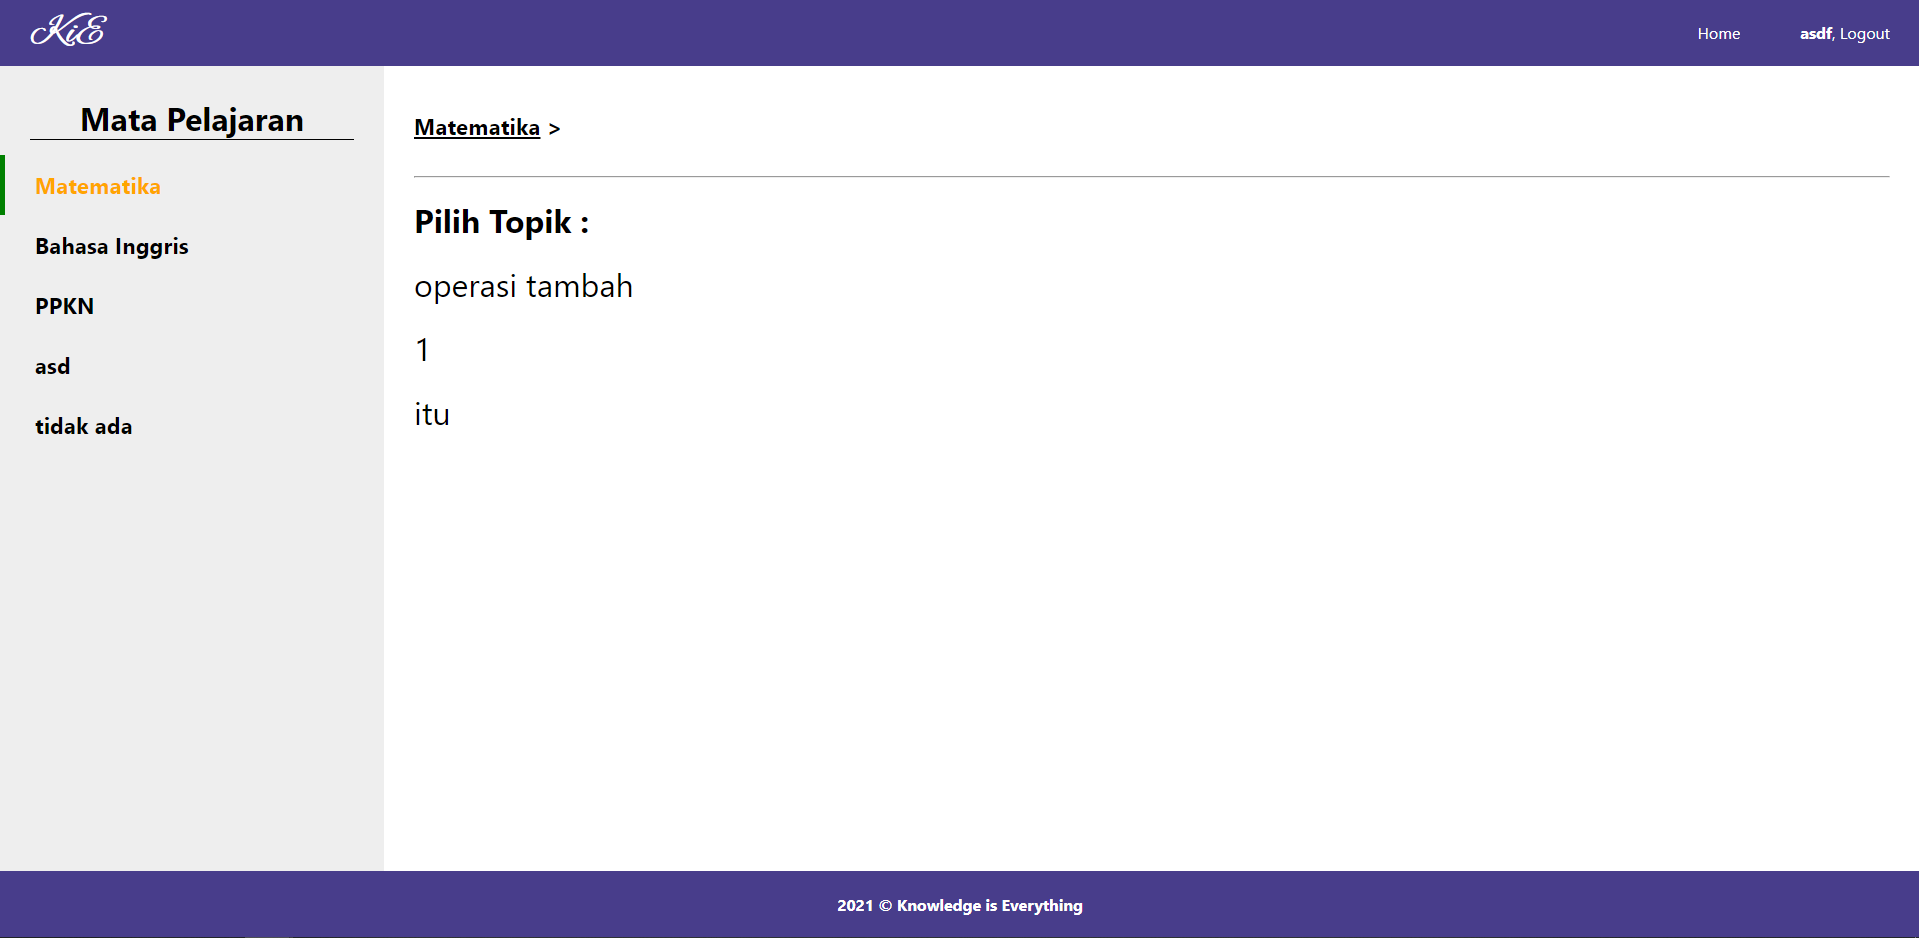 KiE
Home
asdf, Logout
Mata Pelajaran
Matematika
Bahasa Inggris
PPKN
asd
tidak ada
Matematika >
Pilih Topik :
operasi tambah
1
itu
2021 © Knowledge is Everything